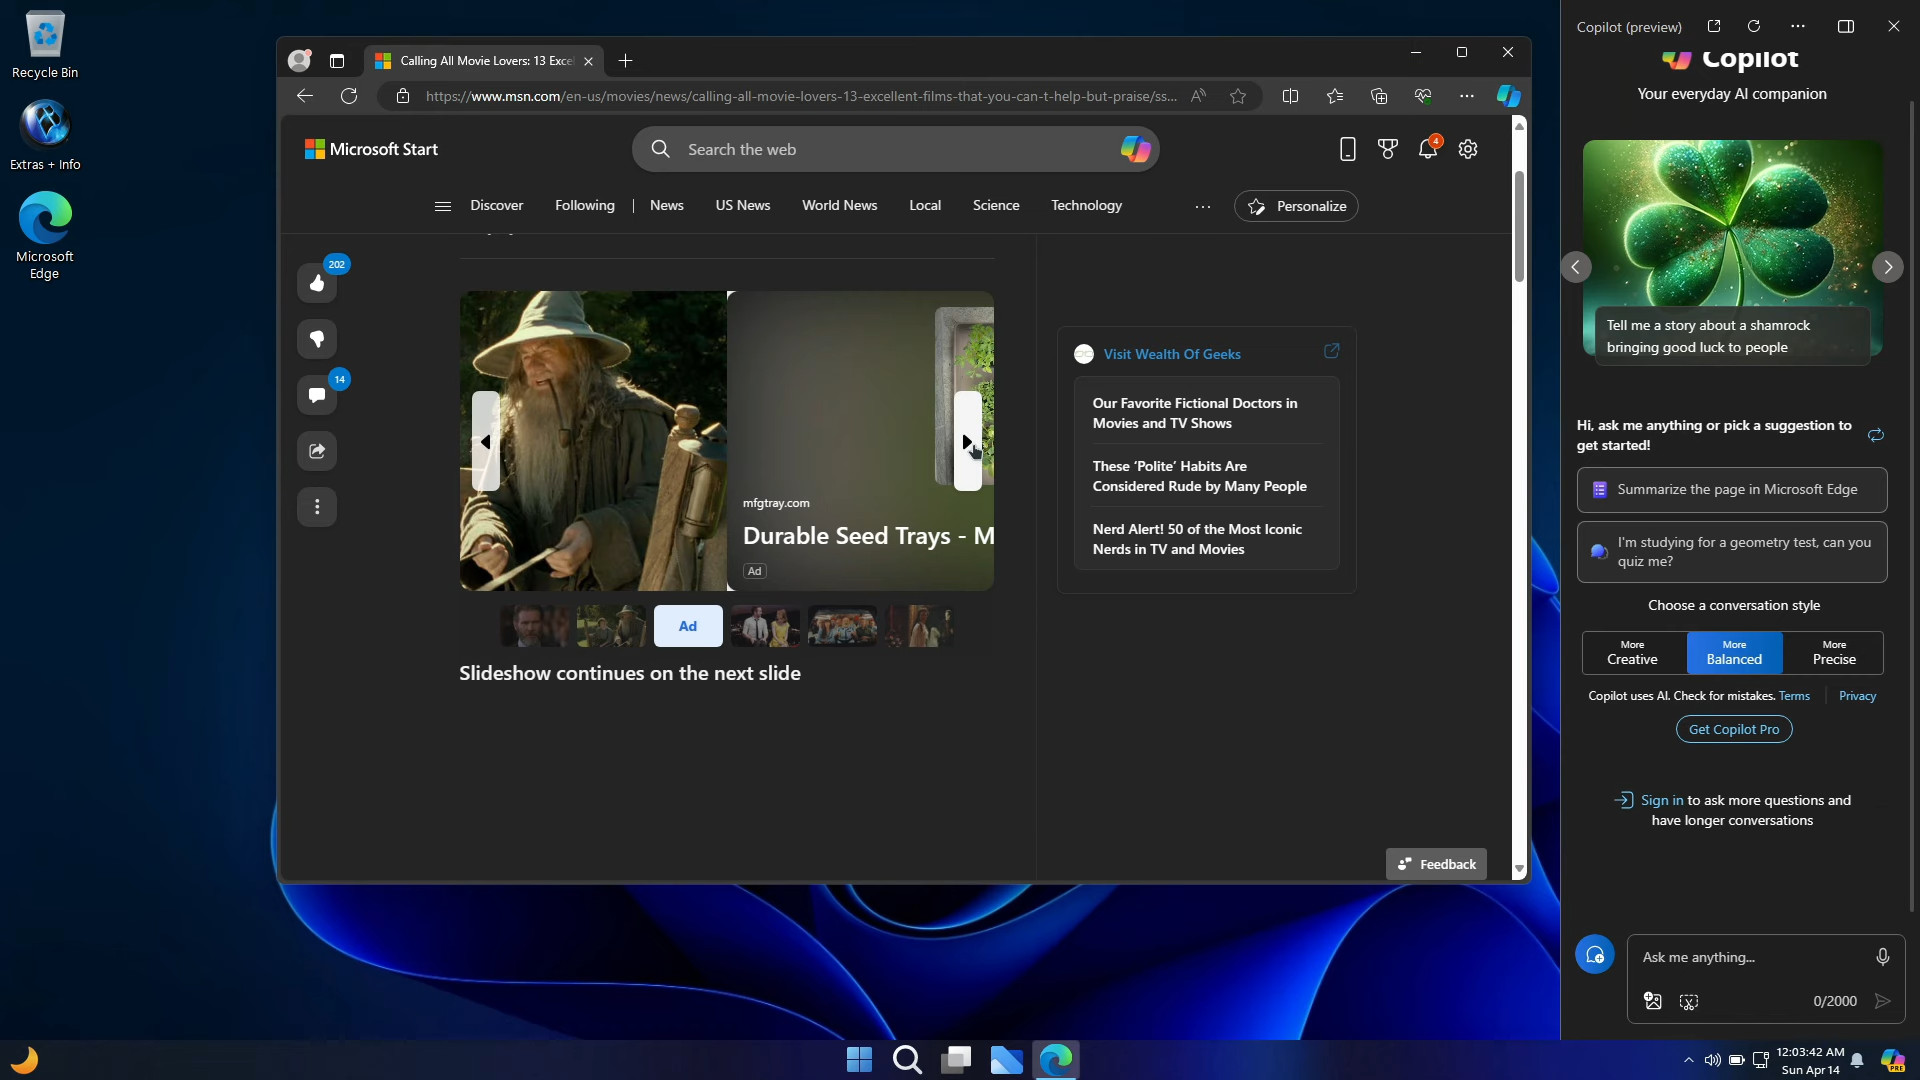 Recycle Bin
Extras + Info
Microsoft
Edge
Calling All Movie Lovers: 13 Exce
https://www.msn.com/en-us/movies/news/calling-all-movie-lovers-13-excellent-films-that-you-can-t-help-but-praise/ss...
Microsoft Start
Search the web
4
Discover
Following
News
US News
World News
Local
Science
Technology
Personalize
202
14
mfgtray.com
Durable Seed Trays - M
Ad
Ad
Slideshow continues on the next slide
Visit Wealth Of Geeks
Our Favorite Fictional Doctors in
Movies and TV Shows
These ‘Polite’ Habits Are
Considered Rude by Many People
Nerd Alert! 50 of the Most Iconic
Nerds in TV and Movies
Feedback
Copilot (preview)
Copilot
Your everyday AI companion
Tell me a story about a shamrock
bringing good luck to people
Hi, ask me anything or pick a suggestion to
get started!
Summarize the page in Microsoft Edge
I'm studying for a geometry test, can you
quiz me?
Choose a conversation style
More
Creative
More
Balanced
More
Precise
Copilot uses AI. Check for mistakes. Terms
Privacy
Get Copilot Pro
Sign in to ask more questions and
have longer conversations
Ask me anything...
0/2000
12:03:42 AM
Sun Apr 14
PRE